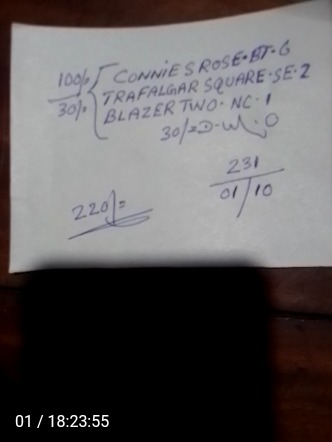 100/= CONNIE S ROSE. BT. 6
30/= TRAFALGAR SQUARE. SE. 2
BLAZER TWO. NC. 1
30/=
231
01/10
220/=
01 / 18:23:55